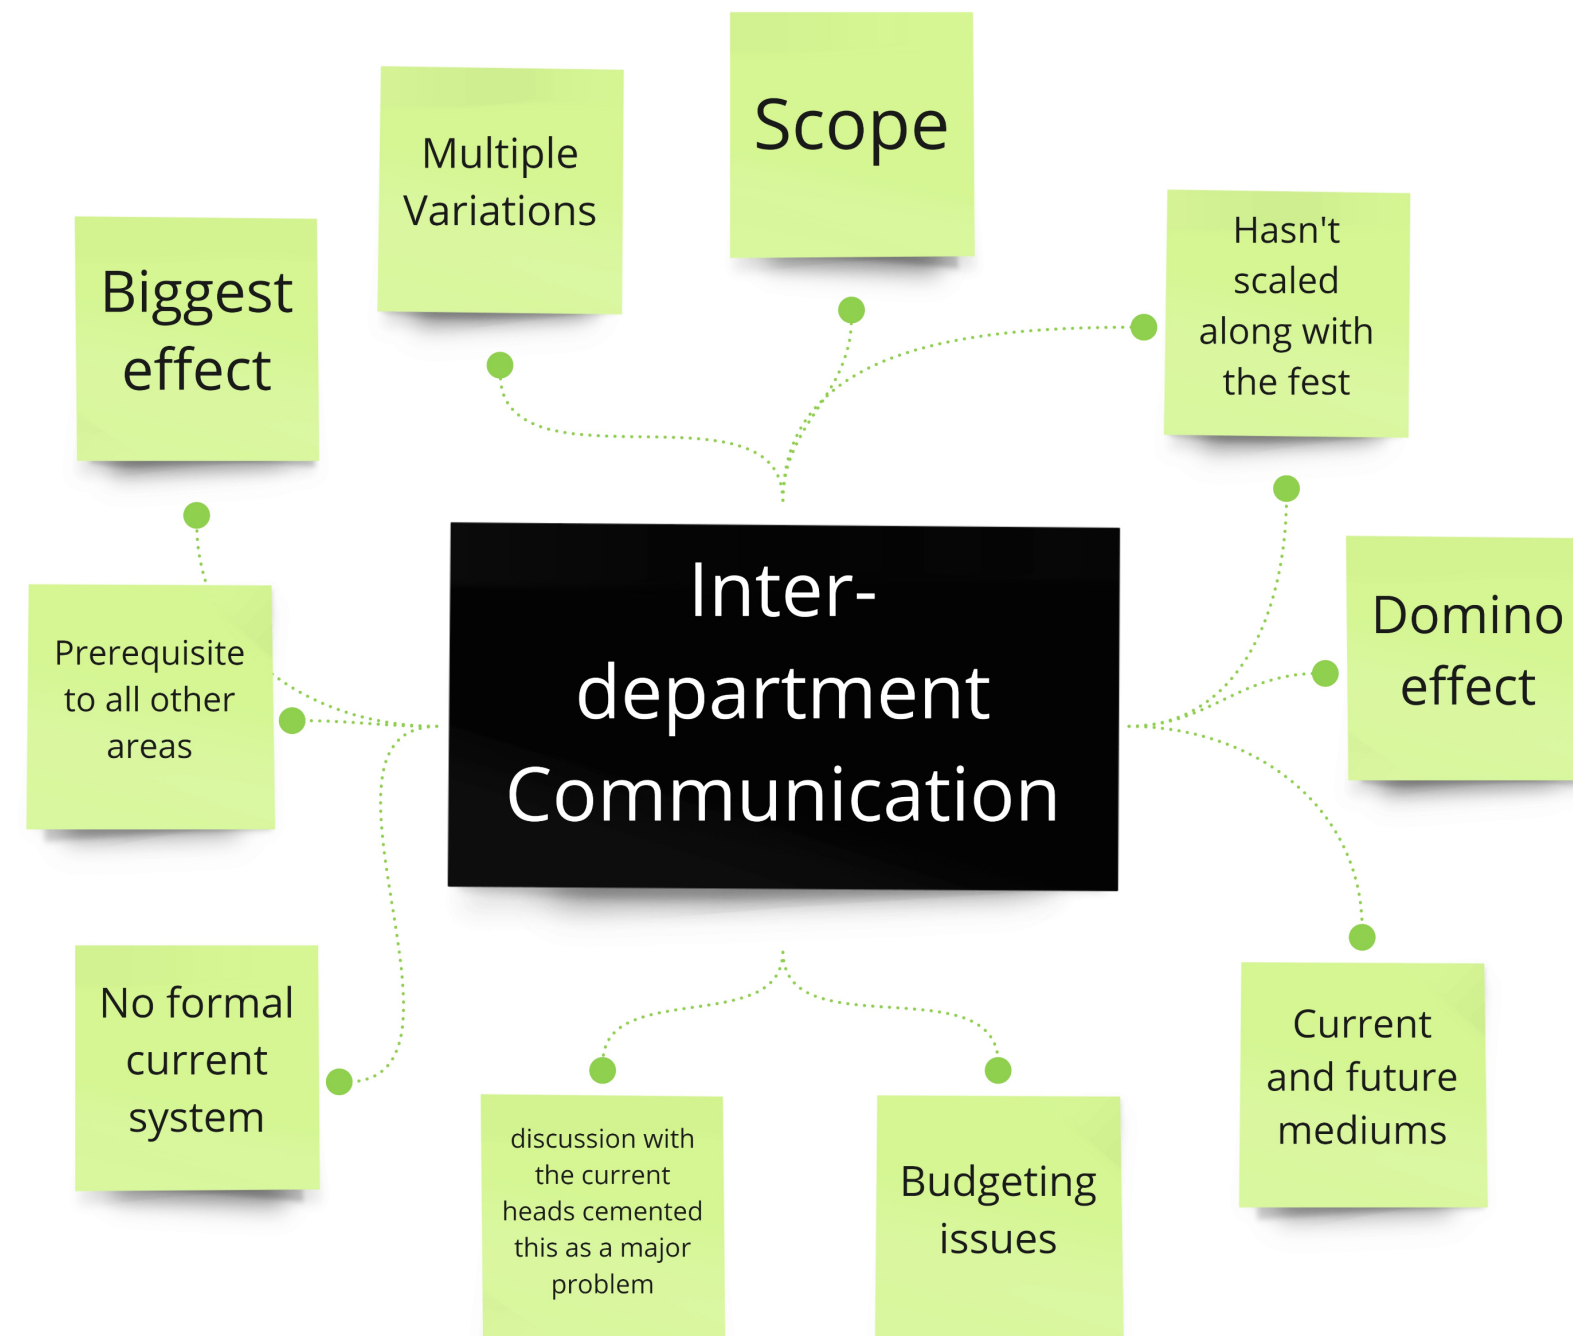 Scope
Multiple
Variations
Hasn't
scaled
along with
the fest
Biggest
effect
Inter-
department
Communication
Domino
effect
Prerequisite
to all other
areas
No formal
current
system
Current
and future
mediums
discussion with
the current
heads cemented
this as a major
problem
Budgeting
issues